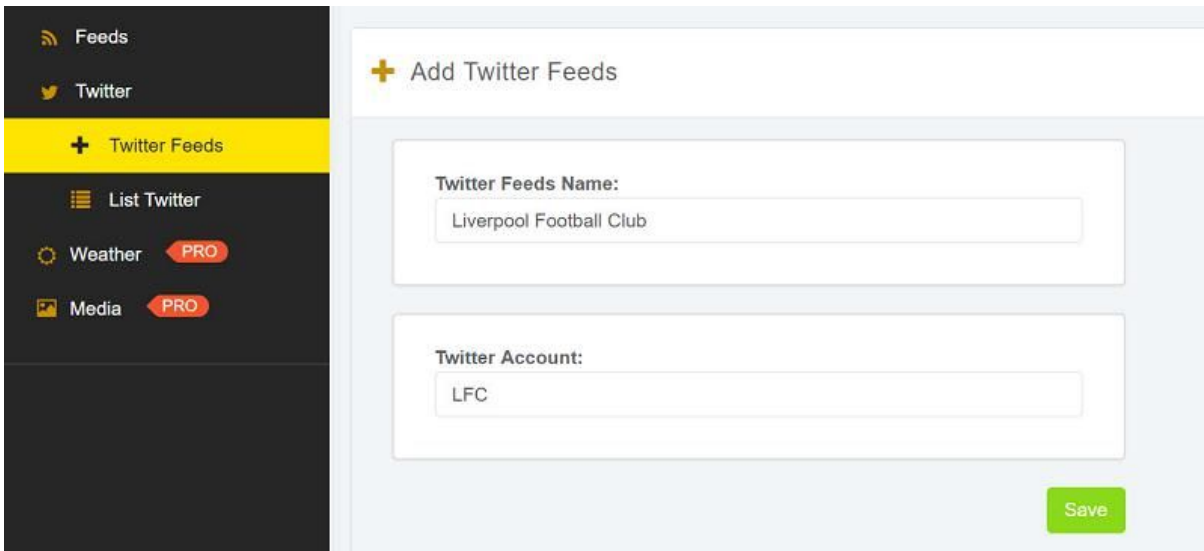 Feeds
Twitter
Twitter Feeds
List Twitter
Weather PRO
Media PRO
Add Twitter Feeds
Twitter Feeds Name:
Liverpool Football Club
Twitter Account:
LFC
Save